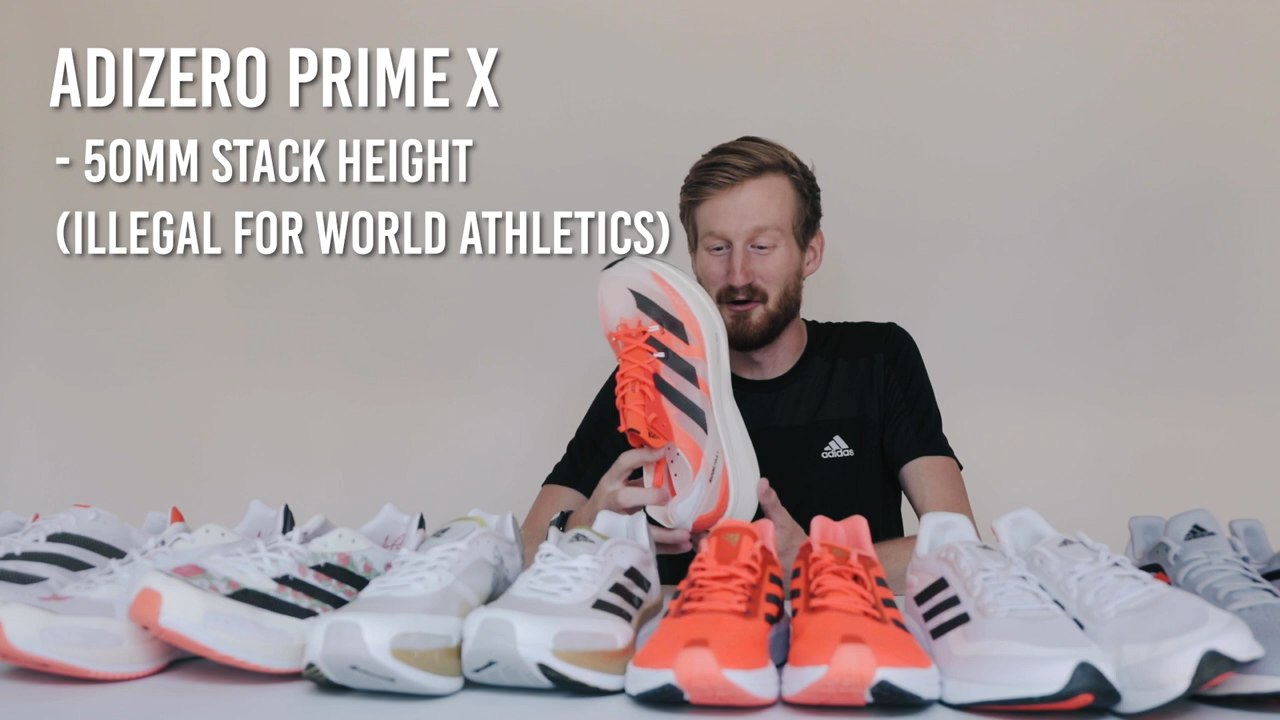 ADIZERO PRIME X
- 50MM STACK HEIGHT
(ILLEGAL FOR WORLD ATHLETICS)
adidas